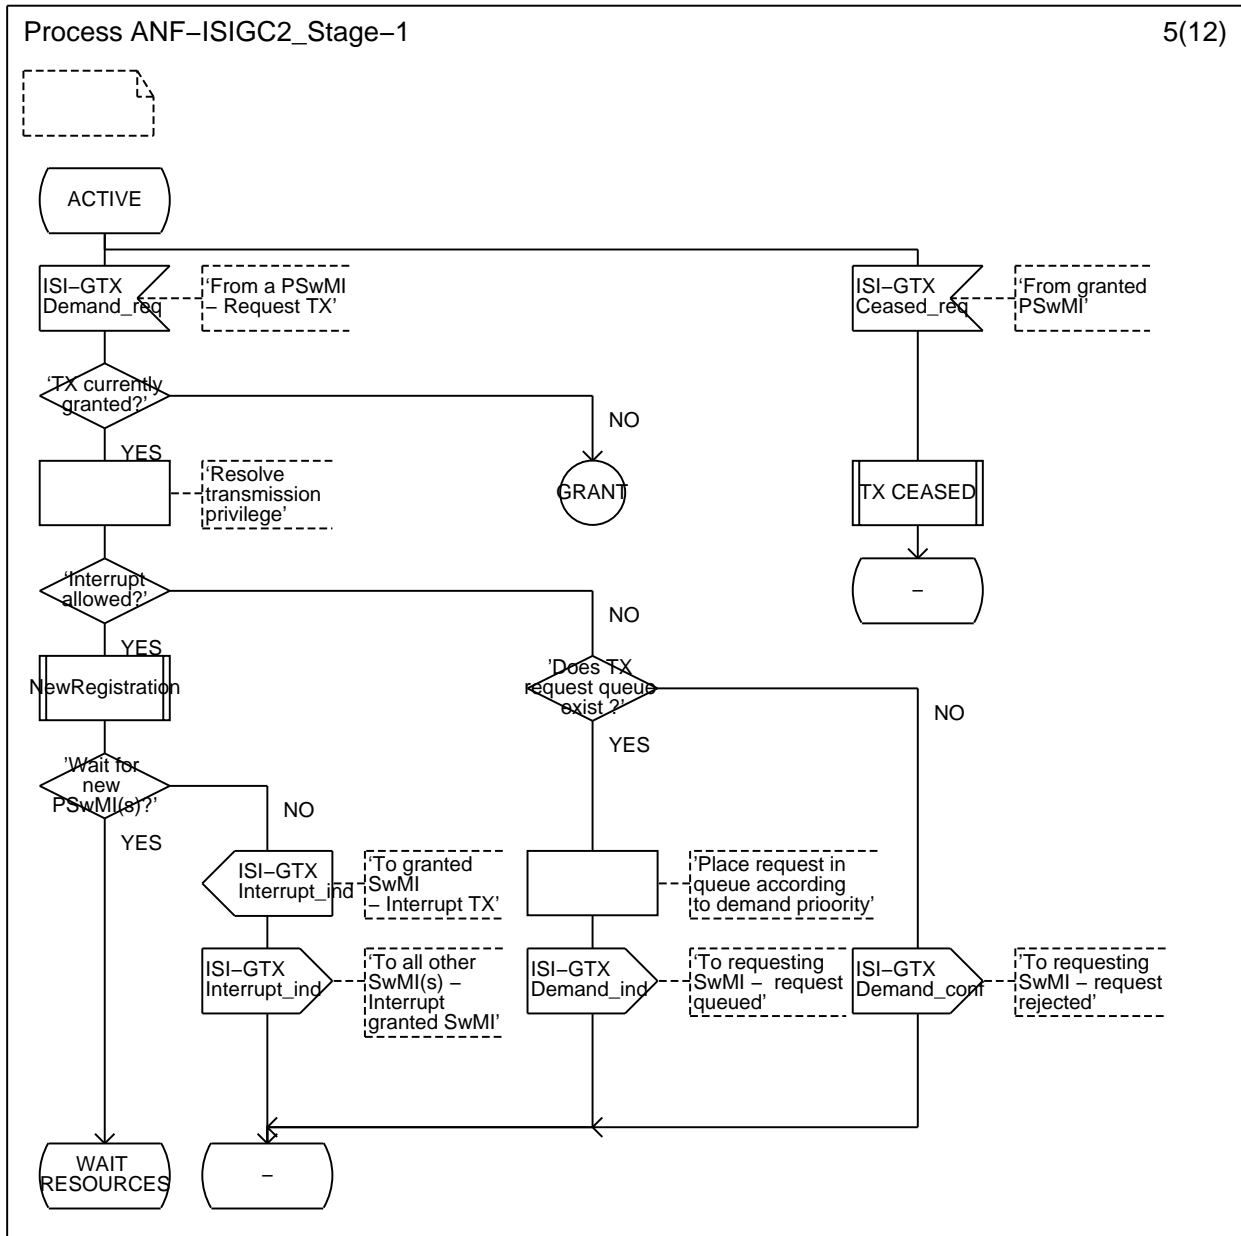 Process ANF–ISIGC2_Stage–1
5(12)
ACTIVE
ISI–GTX
Demand_req
‘From a PSwMI
– Request TX’
ISI–GTX
Ceased_req
‘From granted
PSwMI’
‘TX currently
granted?’
NO
YES
‘Resolve
transmission
privilege’
GRANT
TX CEASED
‘Interrupt
allowed?’
–
NO
YES
NewRegistration
’Does TX
request queue
exist ?’
NO
YES
’Wait for
new
PSwMI(s)?’
NO
YES
ISI–GTX
Interrupt_ind
‘To granted
SwMI
– Interrupt TX’
’Place request in
queue according
to demand prioority’
ISI–GTX
Interrupt_ind
‘To all other
SwMI(s) –
Interrupt
granted SwMI’
ISI–GTX
Demand_ind
‘To requesting
SwMI –  request
queued’
ISI–GTX
Demand_conf
’To requesting
SwMI – request
rejected’
WAIT
RESOURCES
–